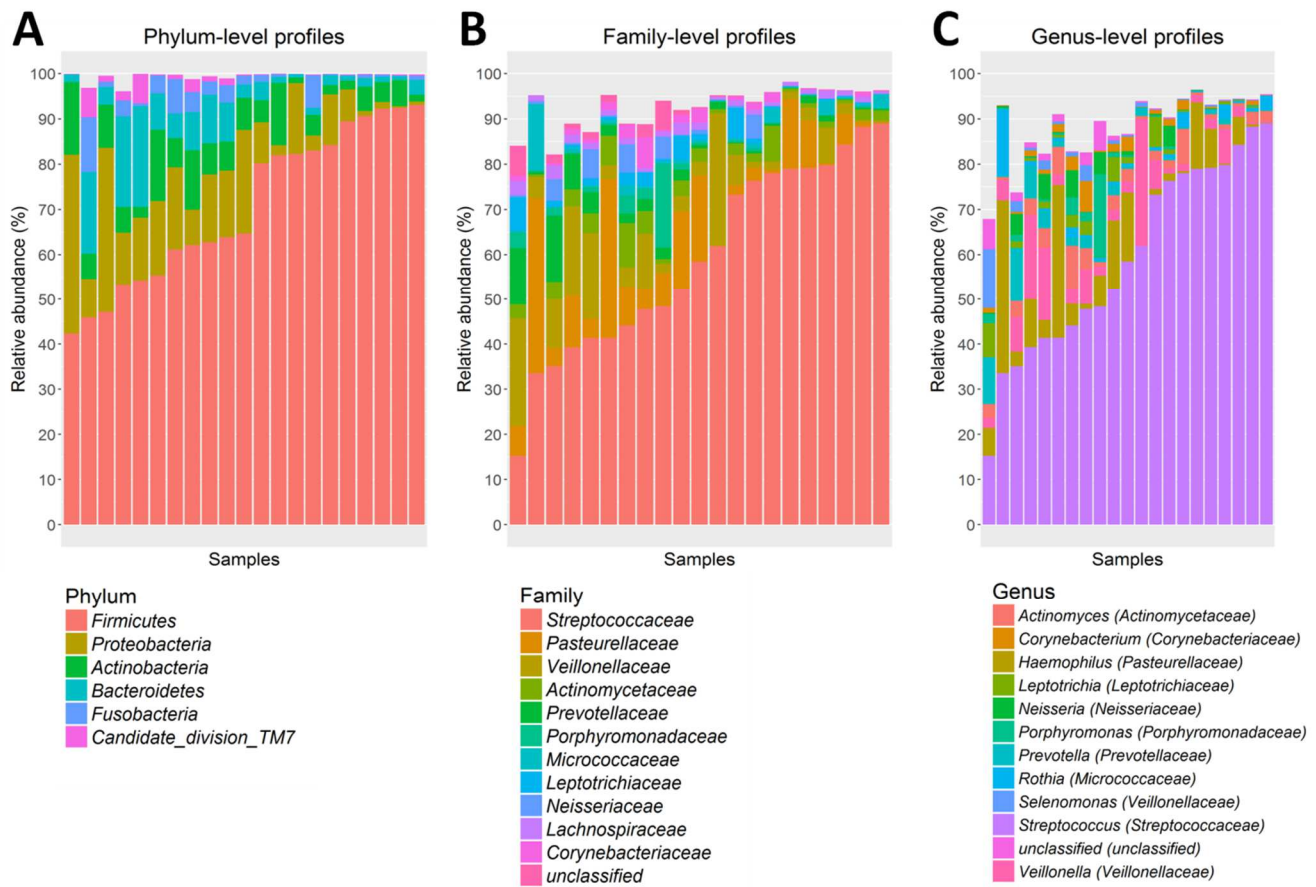 A
Phylum-level profiles
Relative abundance (%)
100
90
80
70
60
50
40
30
20
10
0
Samples
Phylum
Firmicutes
Proteobacteria
Actinobacteria
Bacteroidetes
Fusobacteria
Candidate_division_TM7
B
Family-level profiles
Relative abundance (%)
100
90
80
70
60
50
40
30
20
10
0
Samples
Family
Streptococcaceae
Pasteurellaceae
Veillonellaceae
Actinomycetaceae
Prevotellaceae
Porphyromonadaceae
Micrococcaceae
Leptotrichiaceae
Neisseriaceae
Lachnospiraceae
Corynebacteriaceae
unclassified
C
Genus-level profiles
Relative abundance (%)
100
90
80
70
60
50
40
30
20
10
0
Samples
Genus
Actinomyces (Actinomycetaceae)
Corynebacterium (Corynebacteriaceae)
Haemophilus (Pasteurellaceae)
Leptotrichia (Leptotrichiaceae)
Neisseria (Neisseriaceae)
Porphyromonas (Porphyromonadaceae)
Prevotella (Prevotellaceae)
Rothia (Micrococcaceae)
Selenomonas (Veillonellaceae)
Streptococcus (Streptococcaceae)
unclassified (unclassified)
Veillonella (Veillonellaceae)